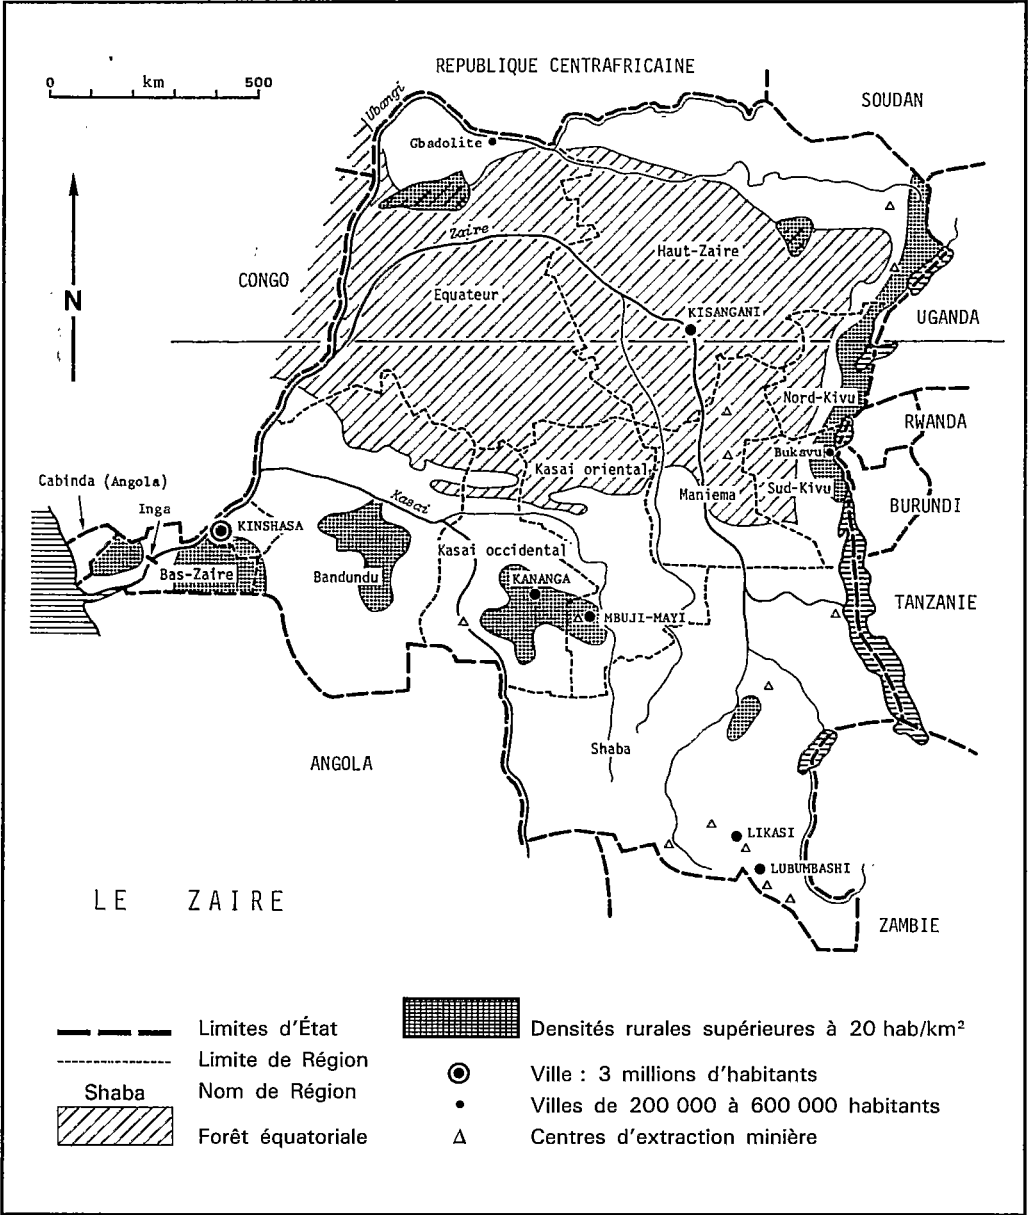 REPUBLIQUE CENTRAFRICAINE
0 km 500
SOUDAN
Ubangi
Gbadolite
Zaïre
Haut-Zaire
CONGO
N
Equateur
KISANGANI
UGANDA
Nord-Kivu
RWANDA
Bukavu
Kasai oriental
Cabinda (Angola)
Sud-Kivu
Maniema
Kasai
BURUNDI
Inga
KINSHASA
Kasai occidental
Bas-Zaire
Bandundu
KANANGA
TANZANIE
MBUJI-MAYI
Shaba
ANGOLA
LIKASI
LUBUMBASHI
LE ZAIRE
ZAMBIE
Limites d'État
Densités rurales supérieures à 20 hab/km²
Limite de Région
Ville : 3 millions d'habitants
Shaba Nom de Région
Villes de 200 000 à 600 000 habitants
Forêt équatoriale
Centres d'extraction minière